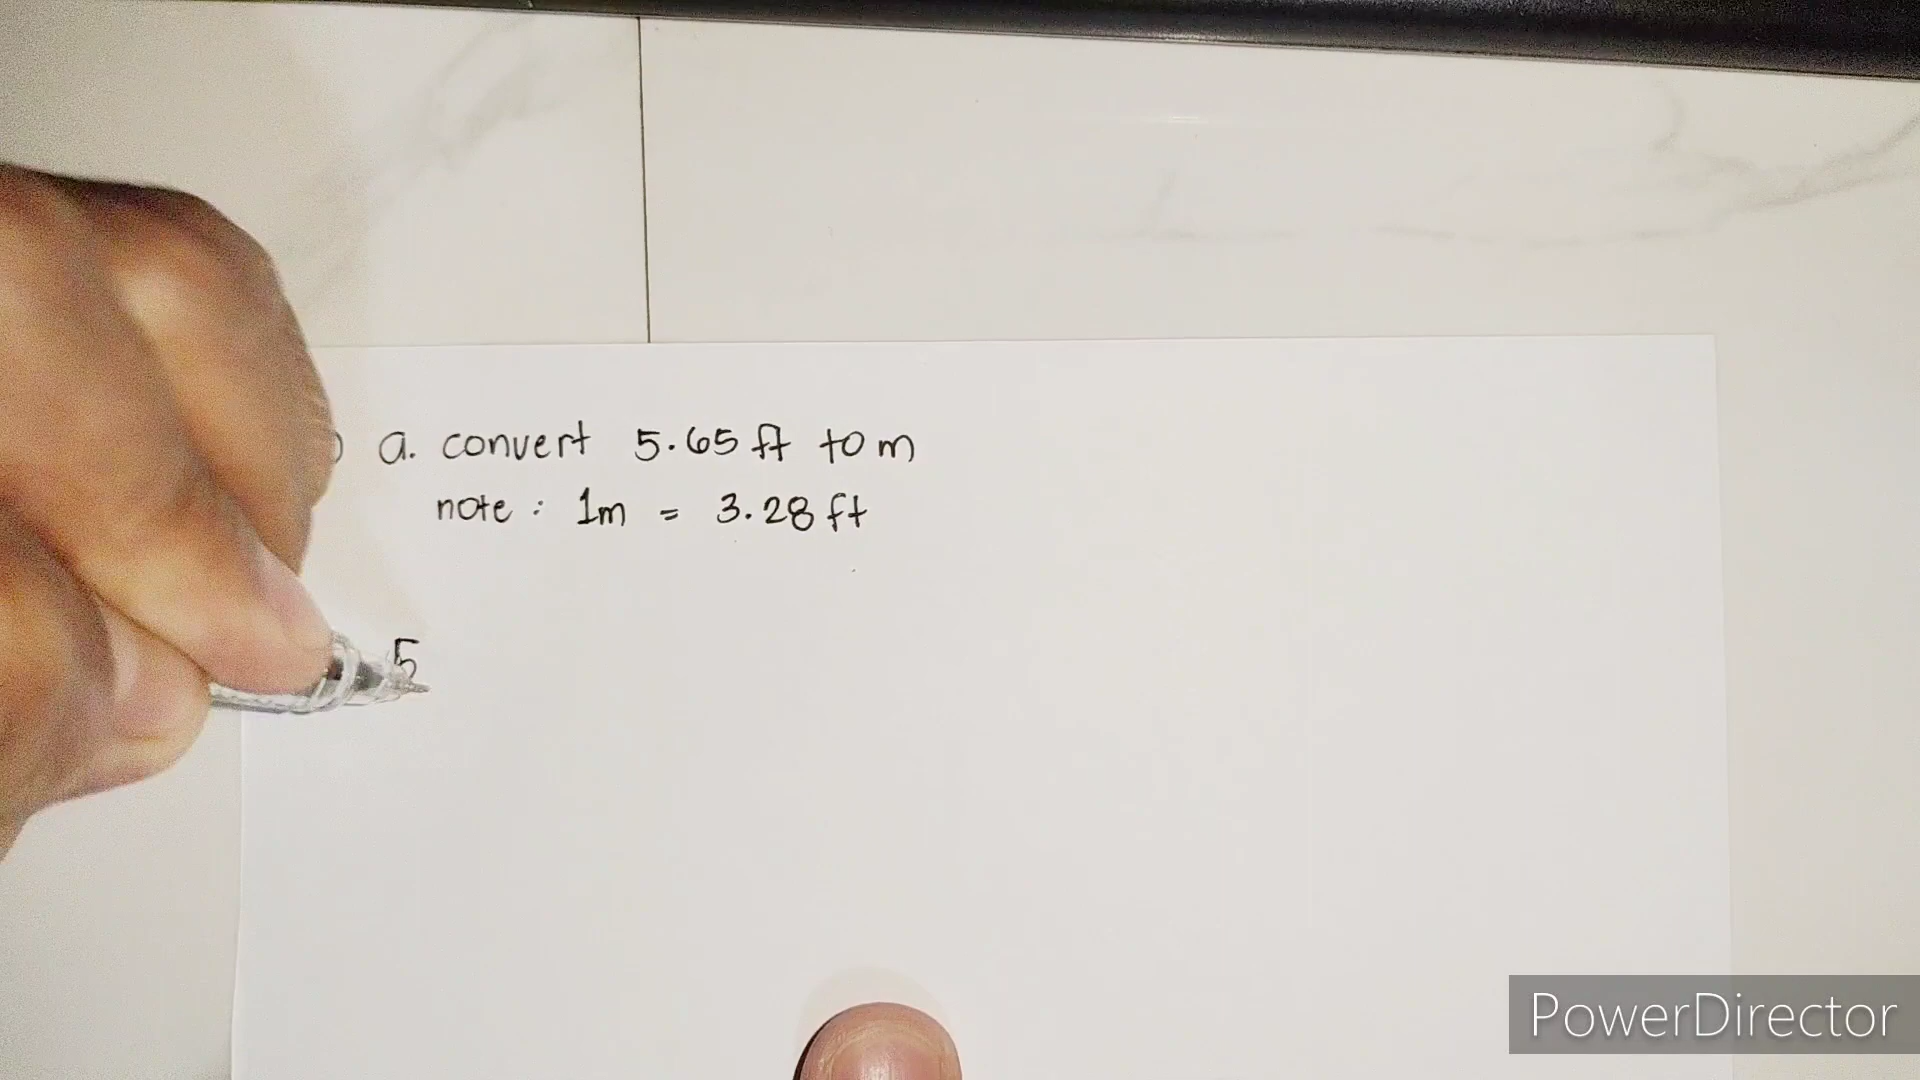 ) a. convert 5.65 ft to m
note : 1m = 3.28 ft
5
PowerDirector